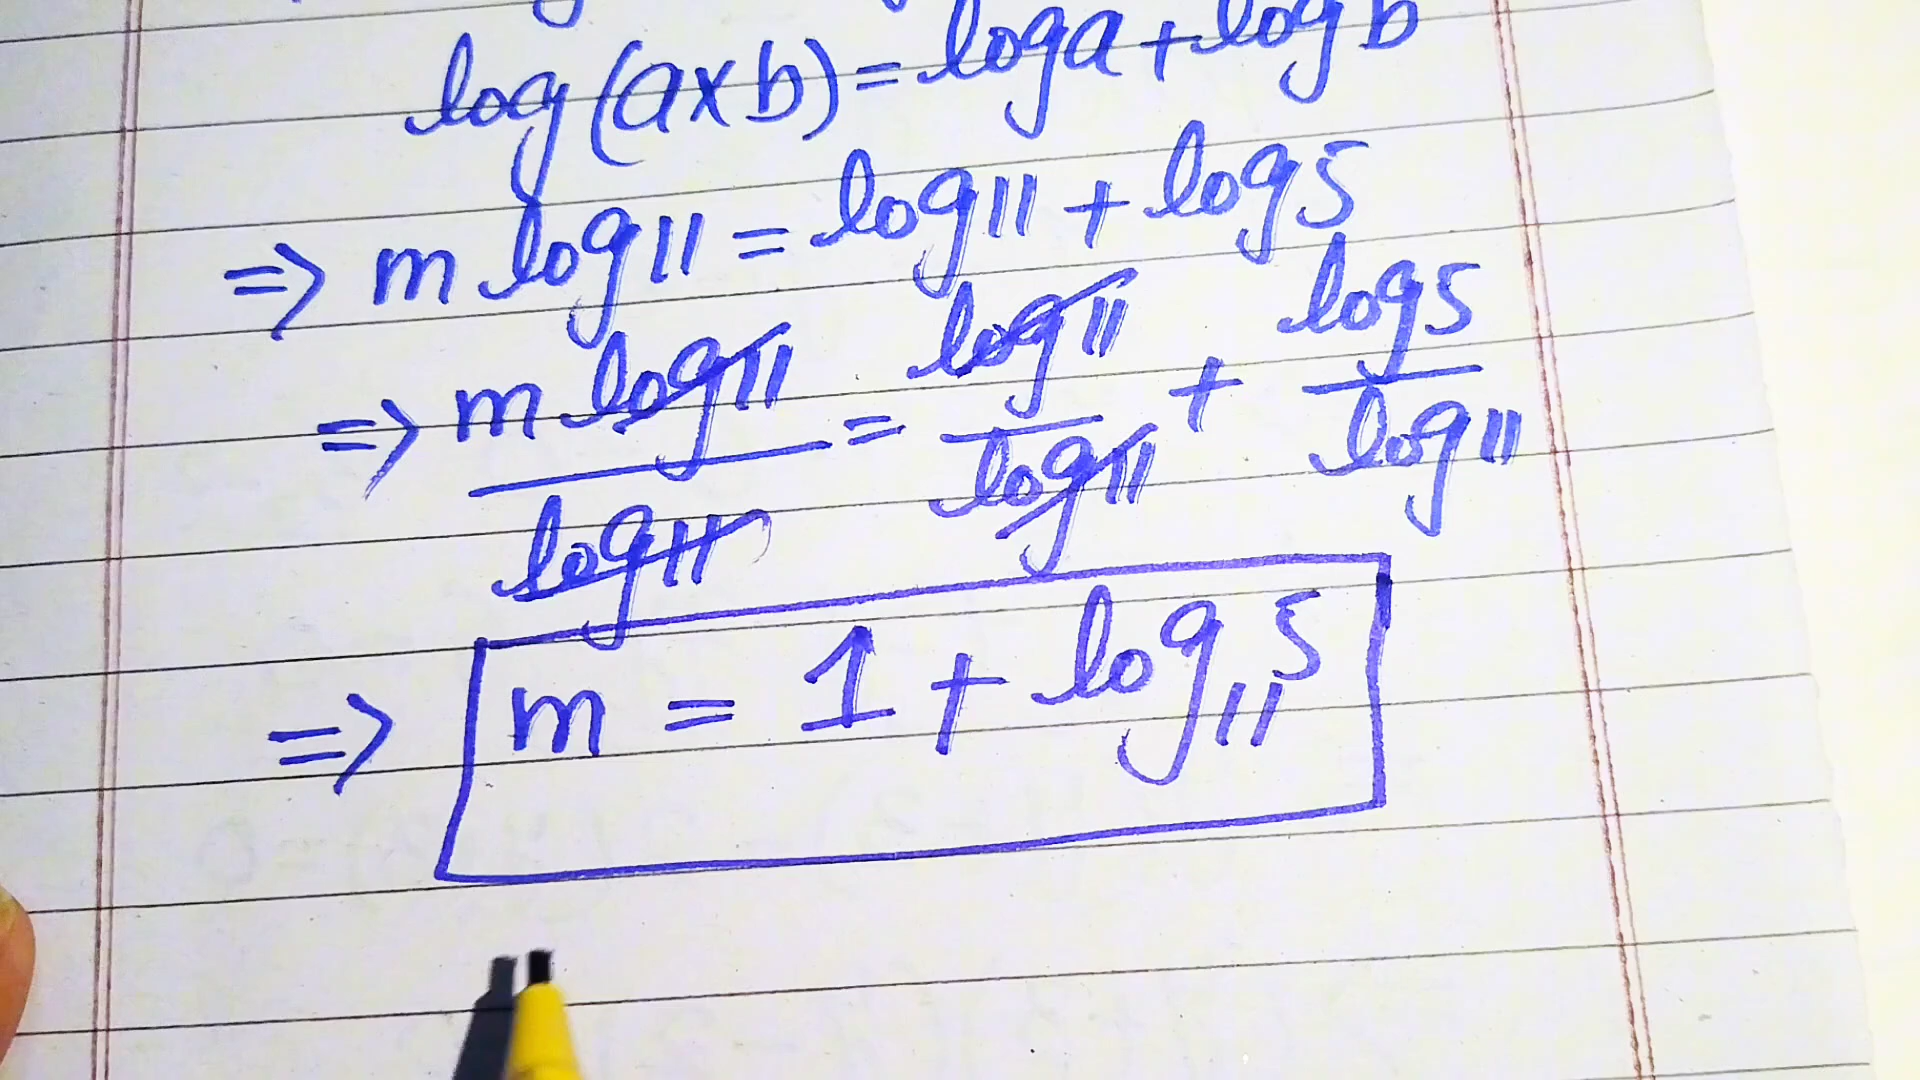 log(a×b)=loga+logb
=> m log11 = log11 + log5
=> m log11/log11 = log11/log11 + log5/log11
=> m = 1 + log₁₁5